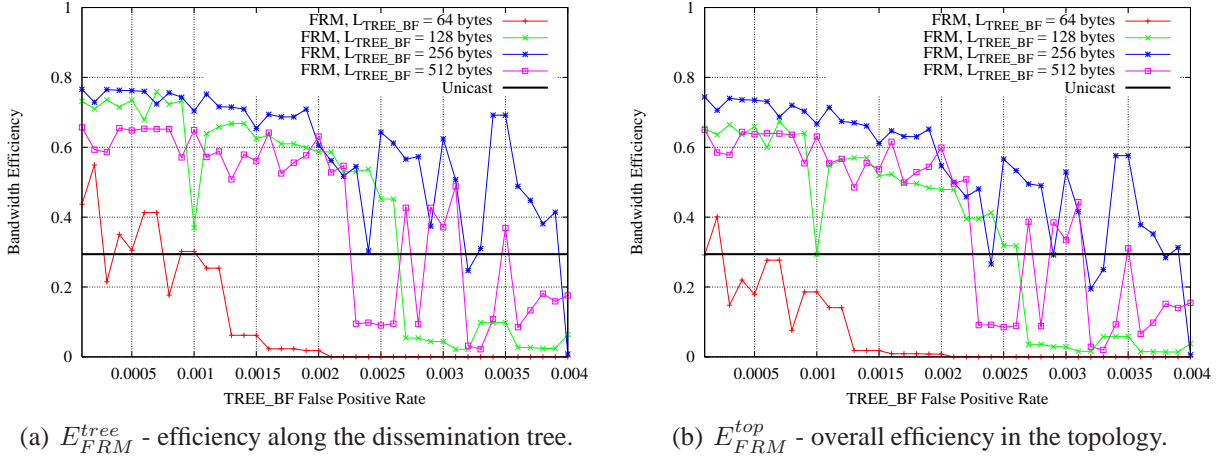 FRM, L_TREE_BF = 64 bytes
FRM, L_TREE_BF = 128 bytes
FRM, L_TREE_BF = 256 bytes
FRM, L_TREE_BF = 512 bytes
Unicast
1
0.8
0.6
0.4
0.2
0
Bandwidth Efficiency
0.0005 0.001 0.0015 0.002 0.0025 0.003 0.0035 0.004
TREE_BF False Positive Rate
(a) E_{FRM}^{tree} - efficiency along the dissemination tree.
FRM, L_TREE_BF = 64 bytes
FRM, L_TREE_BF = 128 bytes
FRM, L_TREE_BF = 256 bytes
FRM, L_TREE_BF = 512 bytes
Unicast
1
0.8
0.6
0.4
0.2
0
Bandwidth Efficiency
0.0005 0.001 0.0015 0.002 0.0025 0.003 0.0035 0.004
TREE_BF False Positive Rate
(b) E_{FRM}^{top} - overall efficiency in the topology.